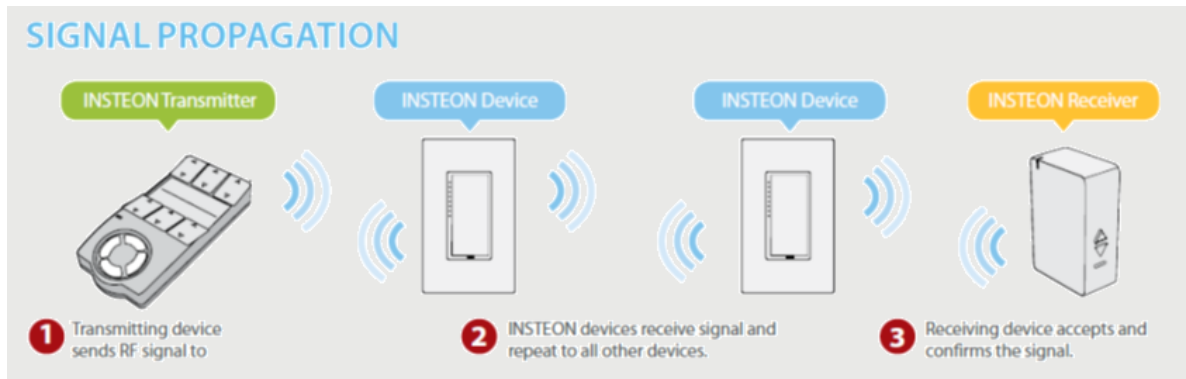 SIGNAL PROPAGATION
INSTEON Transmitter
INSTEON Device
INSTEON Device
INSTEON Receiver
1 Transmitting device
sends RF signal to
2 INSTEON devices receive signal and
repeat to all other devices.
3 Receiving device accepts and
confirms the signal.